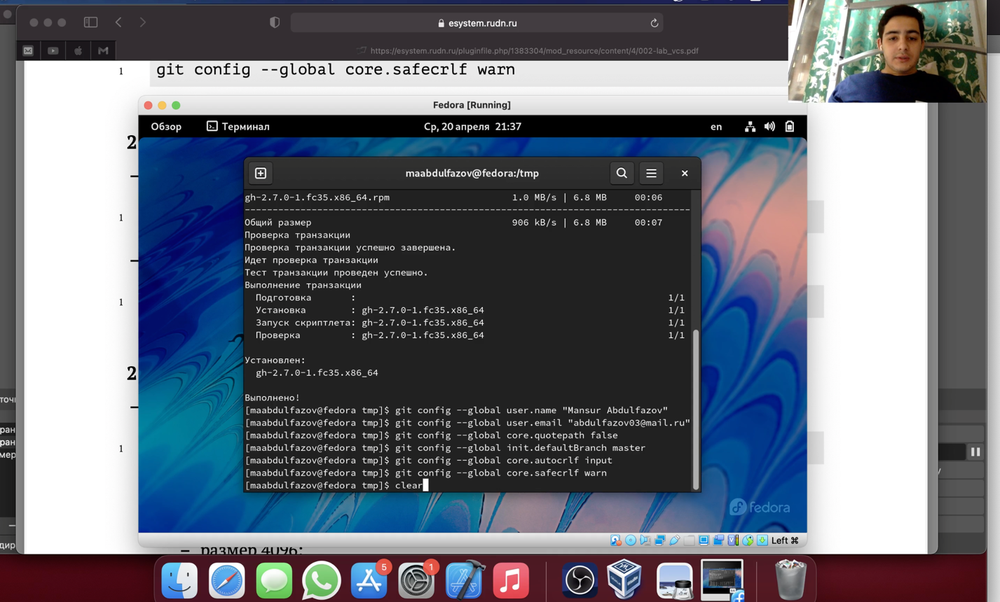 esystem.rudn.ru
https://esystem.rudn.ru/pluginfile.php/1383304/mod_resource/content/4/002-lab_vcs.pdf
1 git config --global core.safecrlf warn
Fedora [Running]
Обзор Терминал Ср, 20 апреля 21:37 en
2
maabdulfazov@fedora:/tmp
gh-2.7.0-1.fc35.x86_64.rpm 1.0 MB/s | 6.8 MB 00:06
--------------------------------------------------------------------------------
Общий размер 906 kB/s | 6.8 MB 00:07
1
Проверка транзакции
Проверка транзакции успешно завершена.
Идет проверка транзакции
Тест транзакции проведен успешно.
Выполнение транзакции
Подготовка : 1/1
1
Установка : gh-2.7.0-1.fc35.x86_64 1/1
Запуск скриптлета: gh-2.7.0-1.fc35.x86_64 1/1
Проверка : gh-2.7.0-1.fc35.x86_64 1/1
Установлен:
gh-2.7.0-1.fc35.x86_64
2
Выполнено!
[maabdulfazov@fedora tmp]$ git config --global user.name "Mansur Abdulfazov"
[maabdulfazov@fedora tmp]$ git config --global user.email "abdulfazov03@mail.ru"
[maabdulfazov@fedora tmp]$ git config --global core.quotepath false
[maabdulfazov@fedora tmp]$ git config --global init.defaultBranch master
1
[maabdulfazov@fedora tmp]$ git config --global core.autocrlf input
[maabdulfazov@fedora tmp]$ git config --global core.safecrlf warn
[maabdulfazov@fedora tmp]$ clear
fedora
Left ⌘
– размер 4096;
5
1